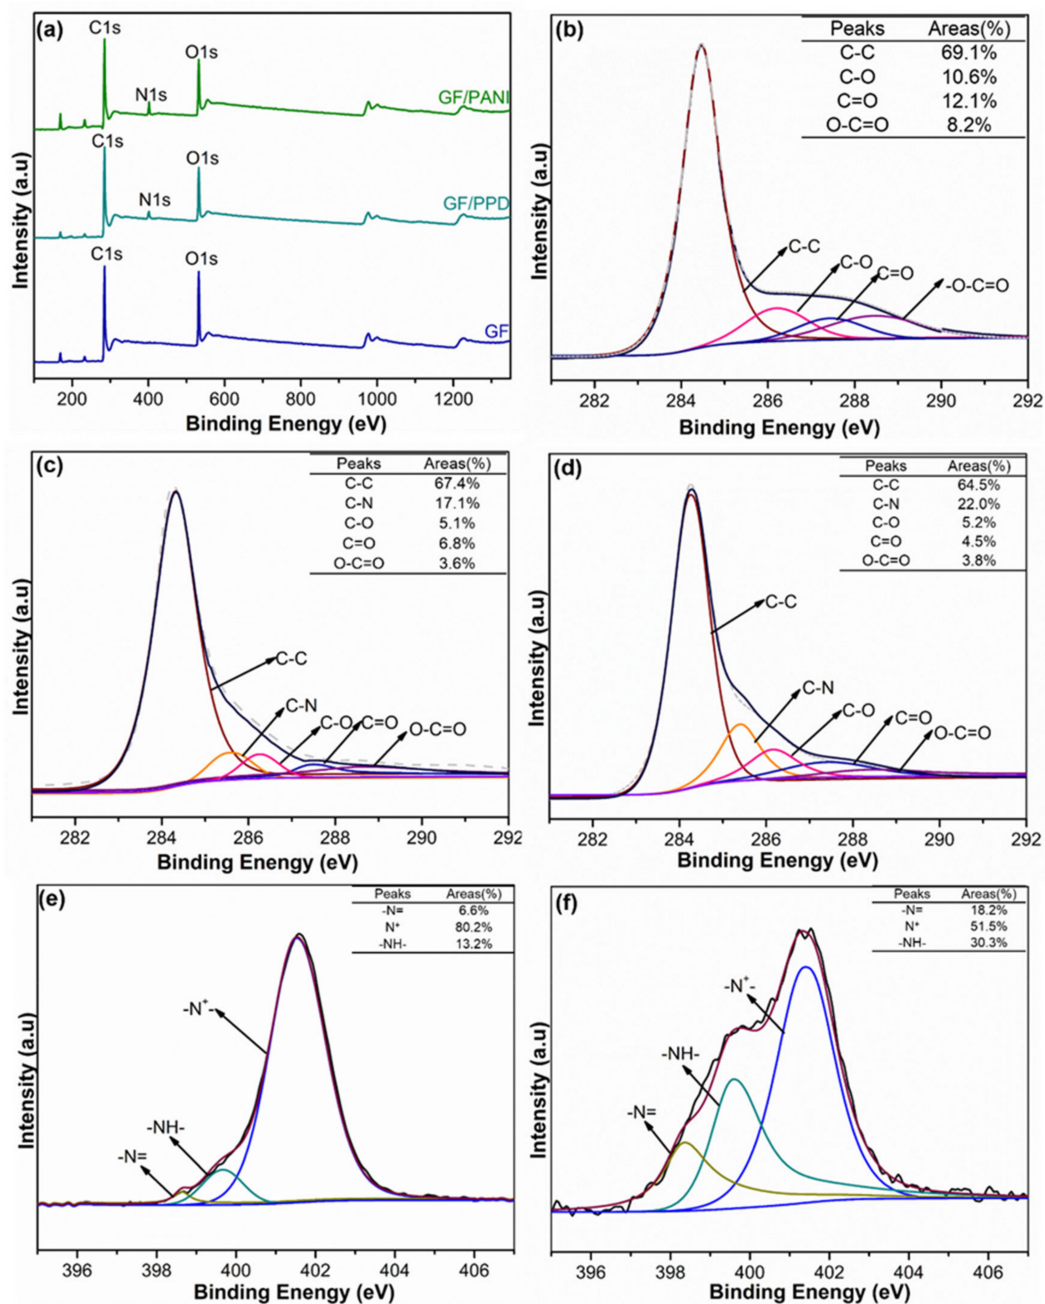 (a)
C1s
O1s
N1s
GF/PANI
C1s
O1s
N1s
GF/PPD
C1s
O1s
GF
Intensity (a.u)
200 400 600 800 1000 1200
Binding Energy (eV)
(b)
Peaks Areas(%)
C-C 69.1%
C-O 10.6%
C=O 12.1%
O-C=O 8.2%
C-C
C-O
C=O
-O-C=O
Intensity (a.u)
282 284 286 288 290 292
Binding Energy (eV)
(c)
Peaks Areas(%)
C-C 67.4%
C-N 17.1%
C-O 5.1%
C=O 6.8%
O-C=O 3.6%
C-C
C-N
C-O
C=O
O-C=O
Intensity (a.u)
282 284 286 288 290 292
Binding Energy (eV)
(d)
Peaks Areas(%)
C-C 64.5%
C-N 22.0%
C-O 5.2%
C=O 4.5%
O-C=O 3.8%
C-C
C-N
C-O
C=O
O-C=O
Intensity (a.u)
282 284 286 288 290 292
Binding Energy (eV)
(e)
Peaks Areas(%)
-N= 6.6%
N⁺ 80.2%
-NH- 13.2%
-N⁺-
-NH-
-N=
Intensity (a.u)
396 398 400 402 404 406
Binding Energy (eV)
(f)
Peaks Areas(%)
-N= 18.2%
N⁺ 51.5%
-NH- 30.3%
-N⁺-
-NH-
-N=
Intensity (a.u)
396 398 400 402 404 406
Binding Energy (eV)